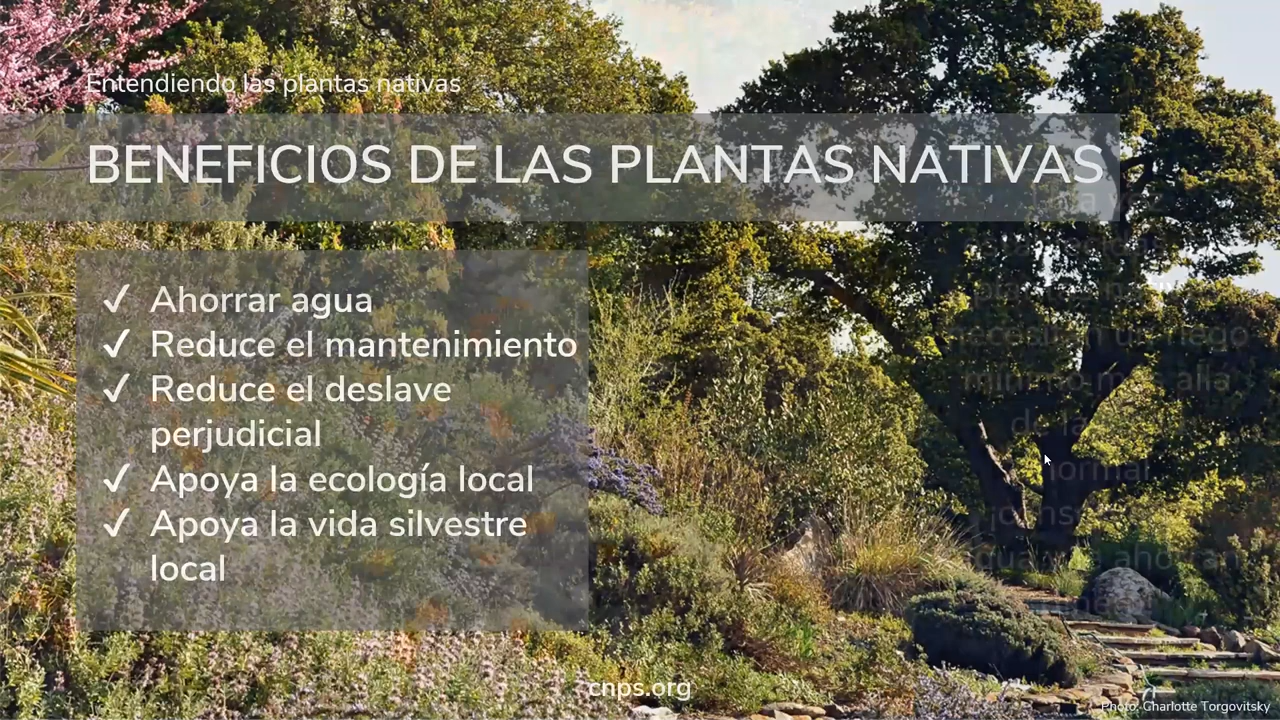 Entendiendo las plantas nativas
BENEFICIOS DE LAS PLANTAS NATIVAS
✓ Ahorrar agua
✓ Reduce el mantenimiento
✓ Reduce el deslave
perjudicial
✓ Apoya la ecología local
✓ Apoya la vida silvestre
local
cnps.org
Photo: Charlotte Torgovitsky